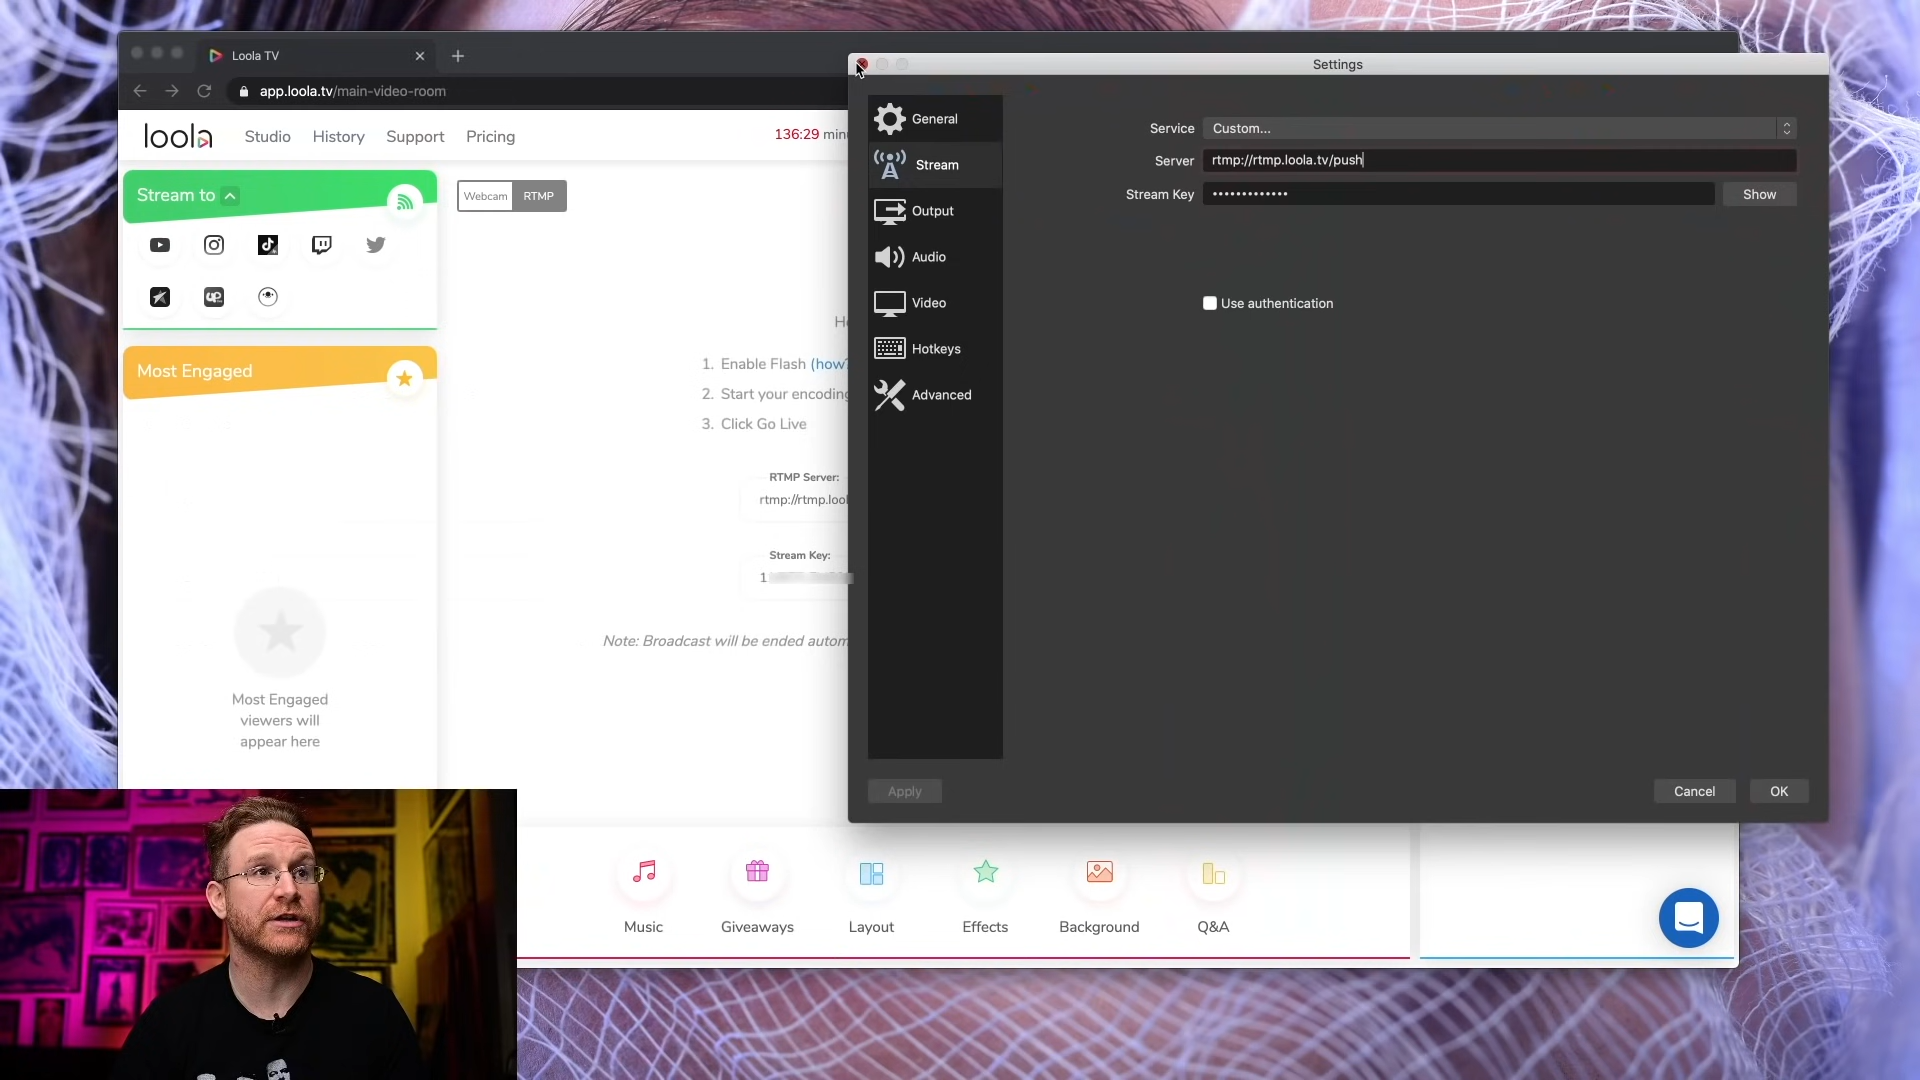 Loola TV
app.loola.tv/main-video-room
loola
Studio
History
Support
Pricing
136:29
Stream to
Webcam
RTMP
Most Engaged
1. Enable Flash (how?
2. Start your encoding
3. Click Go Live
RTMP Server:
rtmp://rtmp.lool
Stream Key:
1
Note: Broadcast will be ended autom
Most Engaged
viewers will
appear here
Music
Giveaways
Layout
Effects
Background
Q&A
Settings
General
Stream
Output
Audio
Video
Hotkeys
Advanced
Service
Custom...
Server
rtmp://rtmp.loola.tv/push
Stream Key
Show
Use authentication
Apply
Cancel
OK